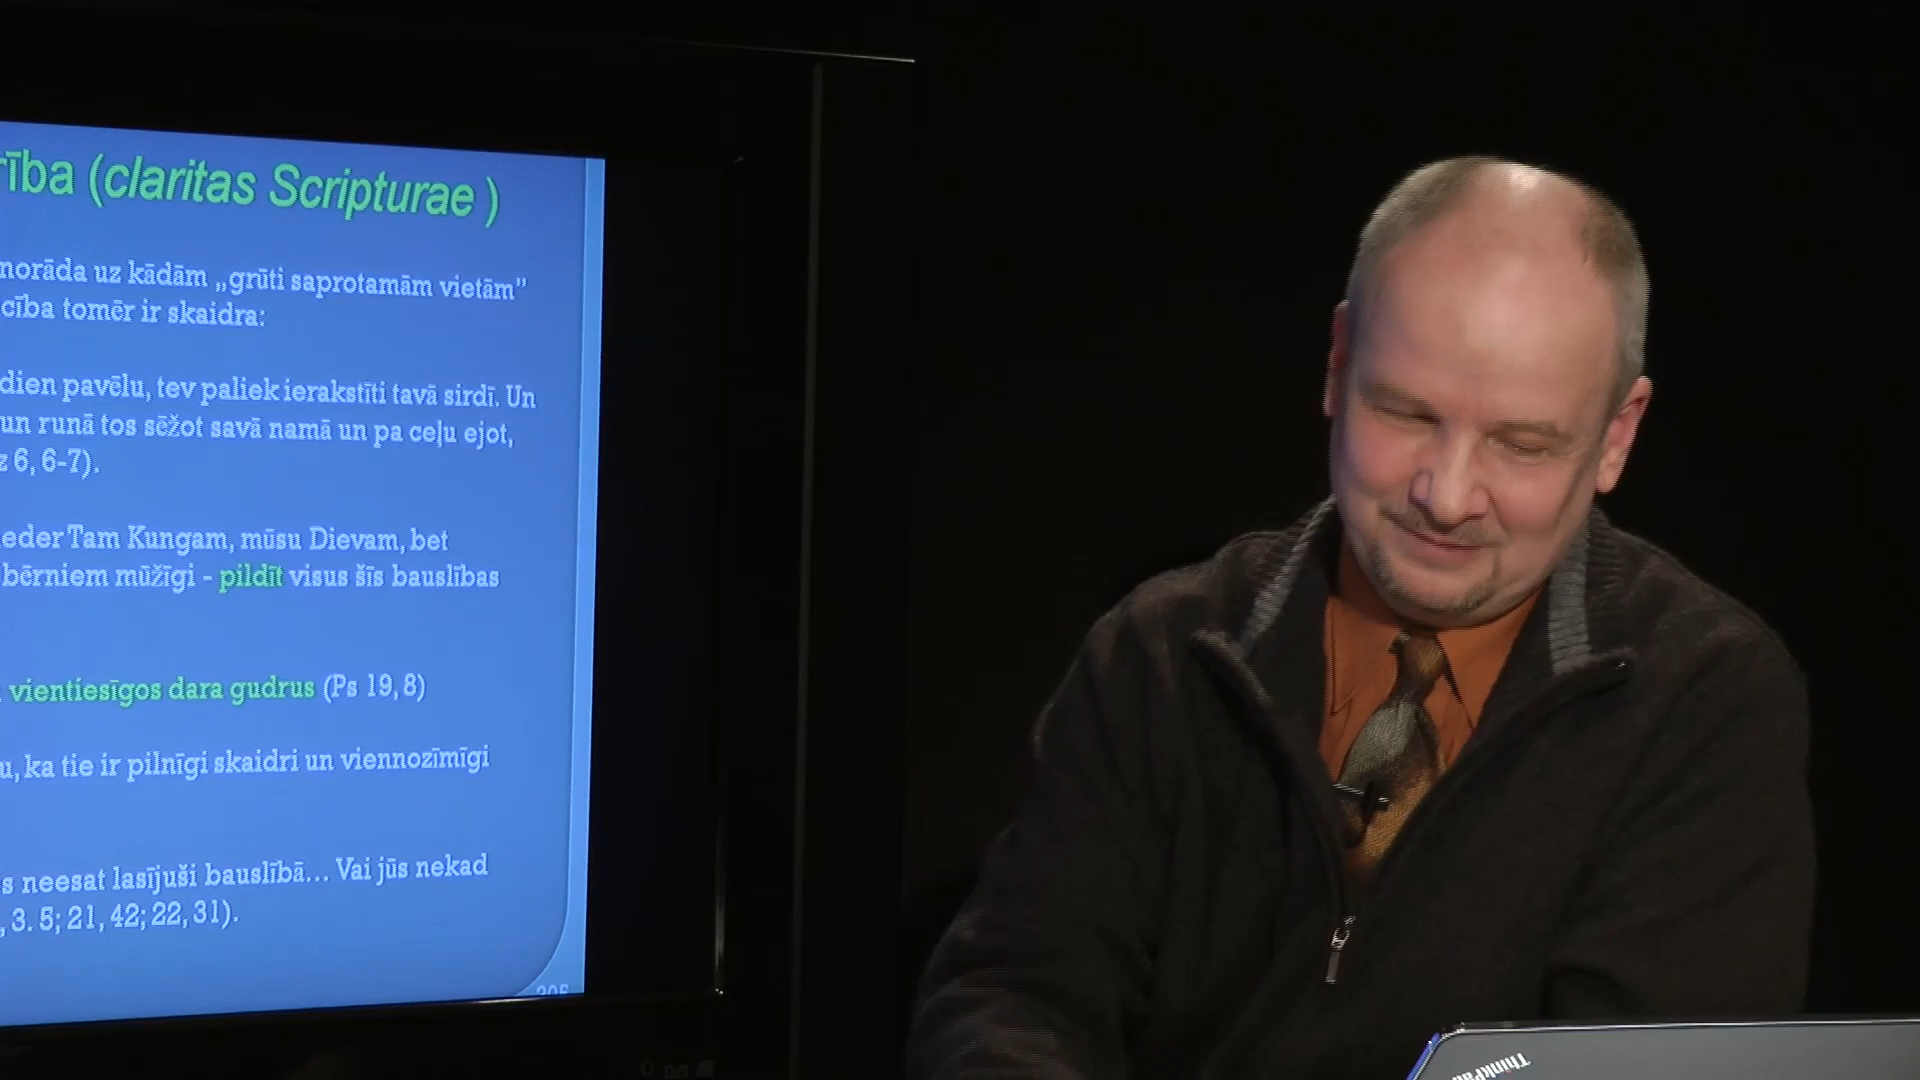 rība (claritas Scripturae )
norāda uz kādām „grūti saprotamām vietām”
cība tomēr ir skaidra:
dien pavēlu, tev paliek ierakstīti tavā sirdī. Un
un runā tos sēžot savā namā un pa ceļu ejot,
z 6, 6-7).
eder Tam Kungam, mūsu Dievam, bet
bērniem mūžīgi - pildīt visus šīs bauslības
vientiesīgos dara gudrus (Ps 19, 8)
u, ka tie ir pilnīgi skaidri un viennozīmīgi
s neesat lasījuši bauslībā... Vai jūs nekad
, 3. 5; 21, 42; 22, 31).
305
ThinkPad